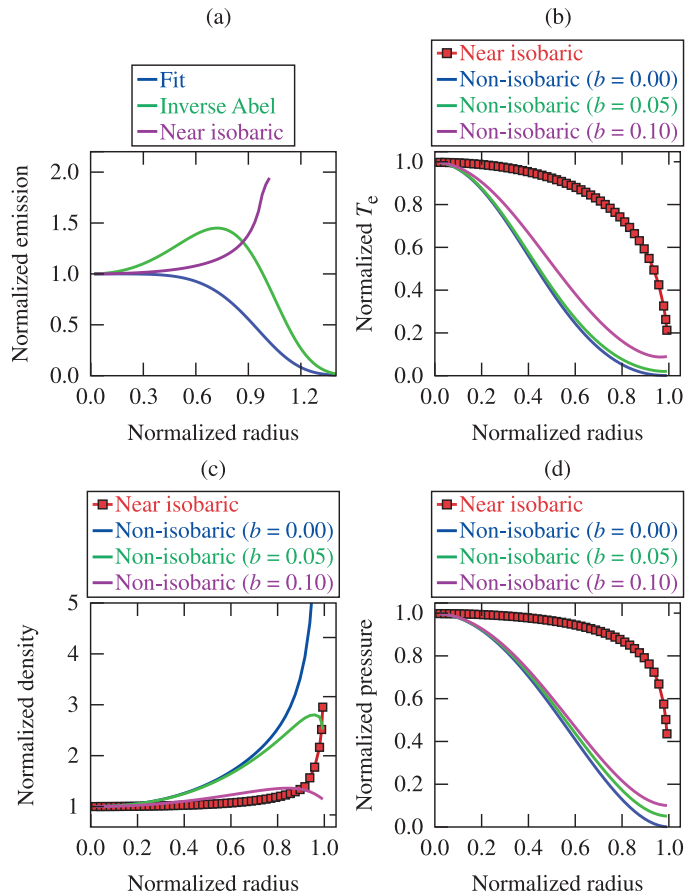 (a)
Fit
Inverse Abel
Near isobaric
Normalized emission
2.0
1.5
1.0
0.5
0.0
0.0 0.3 0.6 0.9 1.2
Normalized radius
(b)
Near isobaric
Non-isobaric (b = 0.00)
Non-isobaric (b = 0.05)
Non-isobaric (b = 0.10)
Normalized Te
1.0
0.8
0.6
0.4
0.2
0.0
0.0 0.2 0.4 0.6 0.8 1.0
Normalized radius
(c)
Near isobaric
Non-isobaric (b = 0.00)
Non-isobaric (b = 0.05)
Non-isobaric (b = 0.10)
Normalized density
5
4
3
2
1
0.0 0.2 0.4 0.6 0.8 1.0
Normalized radius
(d)
Near isobaric
Non-isobaric (b = 0.00)
Non-isobaric (b = 0.05)
Non-isobaric (b = 0.10)
Normalized pressure
1.0
0.8
0.6
0.4
0.2
0.0
0.0 0.2 0.4 0.6 0.8 1.0
Normalized radius